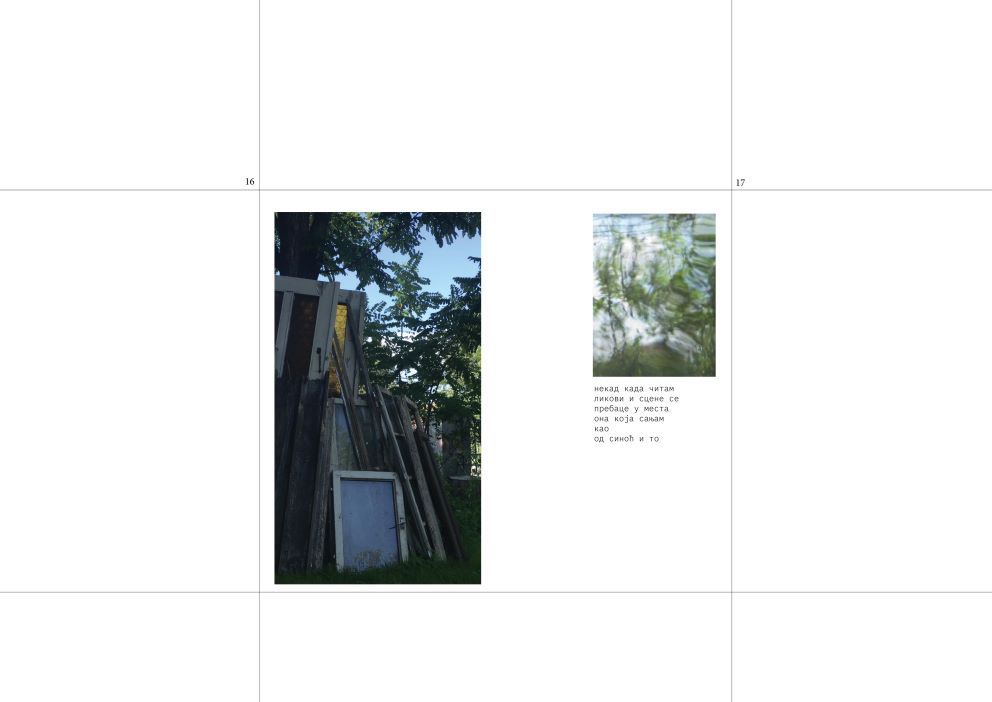 16
17
некад када читам
ликови и сцене се
пребаце у места
она која сањам
као
од синоћ и то